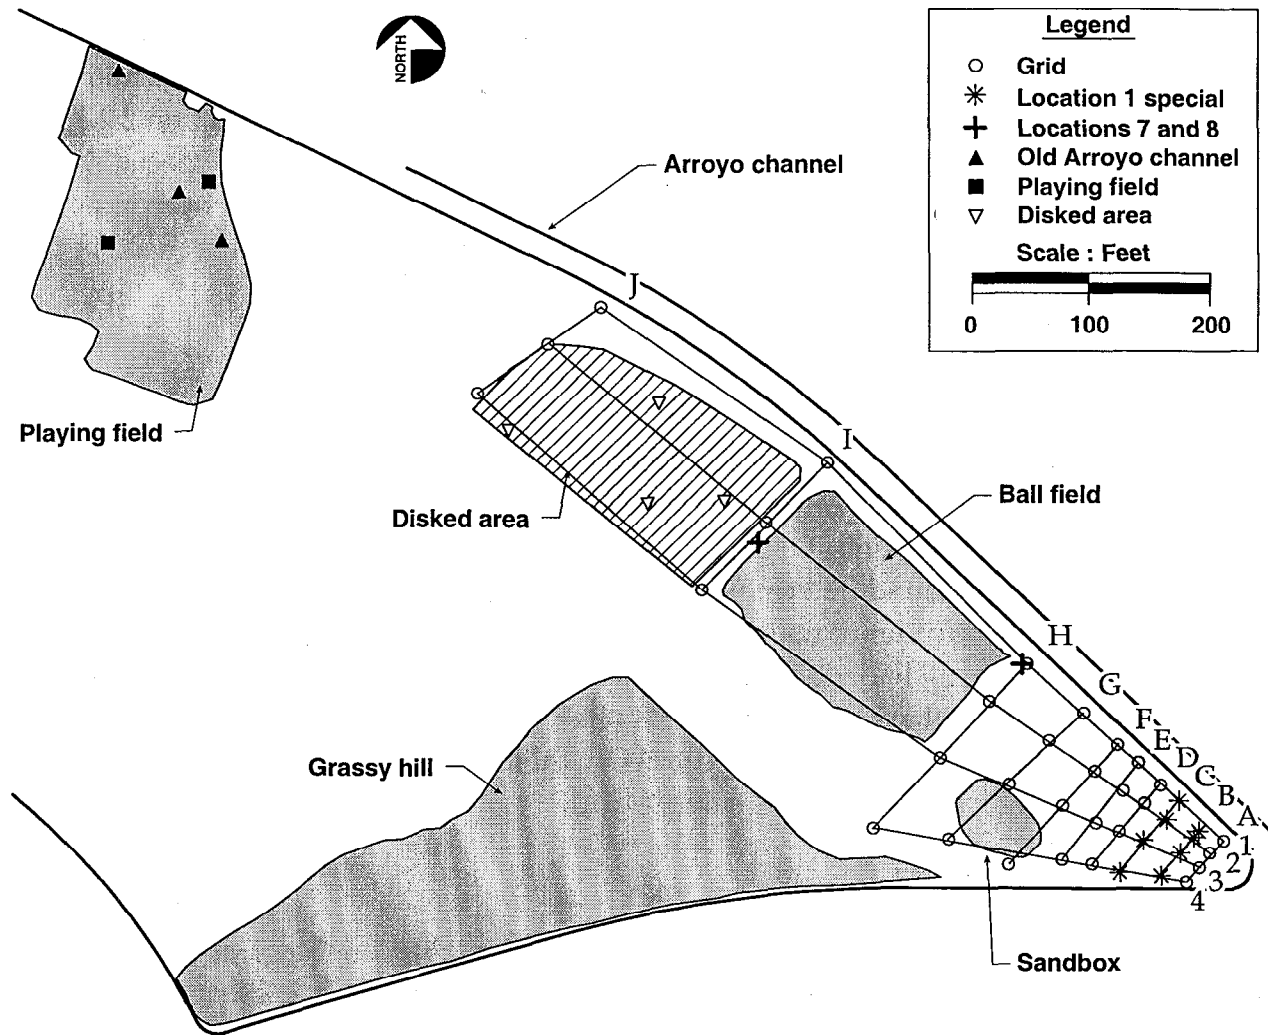 Legend
Grid
Location 1 special
Locations 7 and 8
Old Arroyo channel
Playing field
Disked area
Scale : Feet
0 100 200
NORTH
Arroyo channel
J
Playing field
I
Ball field
Disked area
H
G
F
E
D
C
B
A
Grassy hill
1
2
3
4
Sandbox